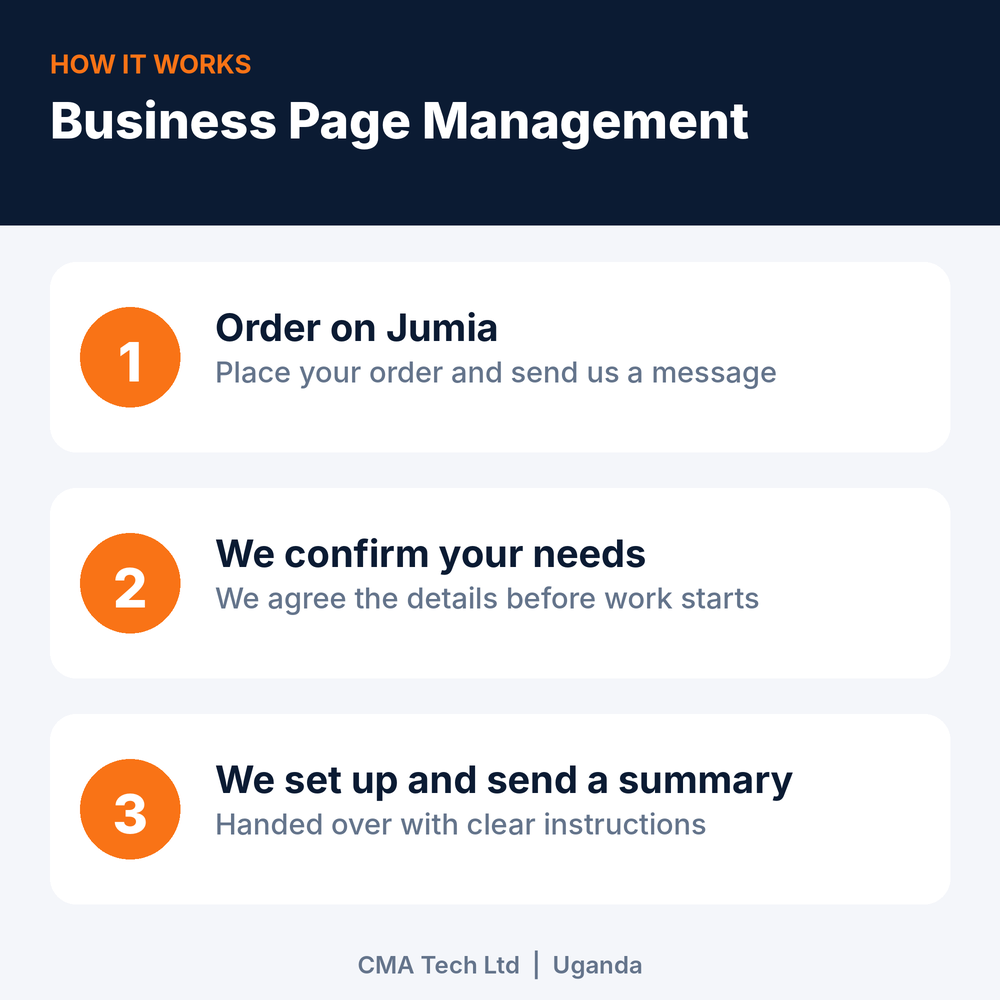 HOW IT WORKS
Business Page Management
1
Order on Jumia
Place your order and send us a message
2
We confirm your needs
We agree the details before work starts
3
We set up and send a summary
Handed over with clear instructions
CMA Tech Ltd | Uganda